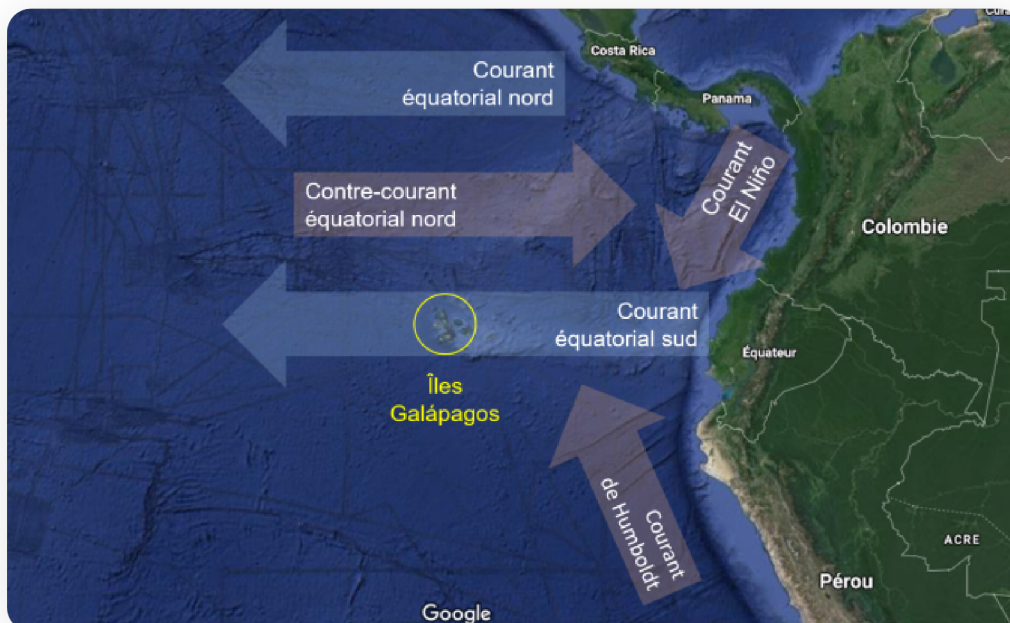 Costa Rica
Courant
équatorial nord
Panama
Courant
El Niño
Contre-courant
équatorial nord
Colombie
Courant
équatorial sud
Équateur
Îles
Galápagos
Courant
de Humboldt
ACRE
Pérou
Google